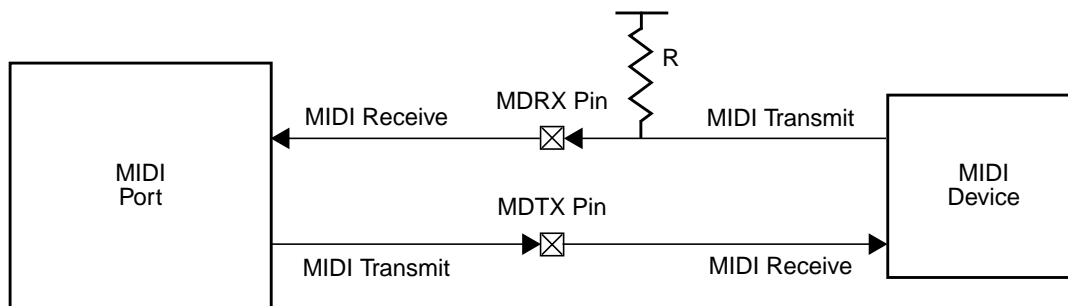 R
MDRX Pin
MIDI Receive
MIDI Transmit
MIDI
Port
MIDI
Device
MDTX Pin
MIDI Transmit
MIDI Receive